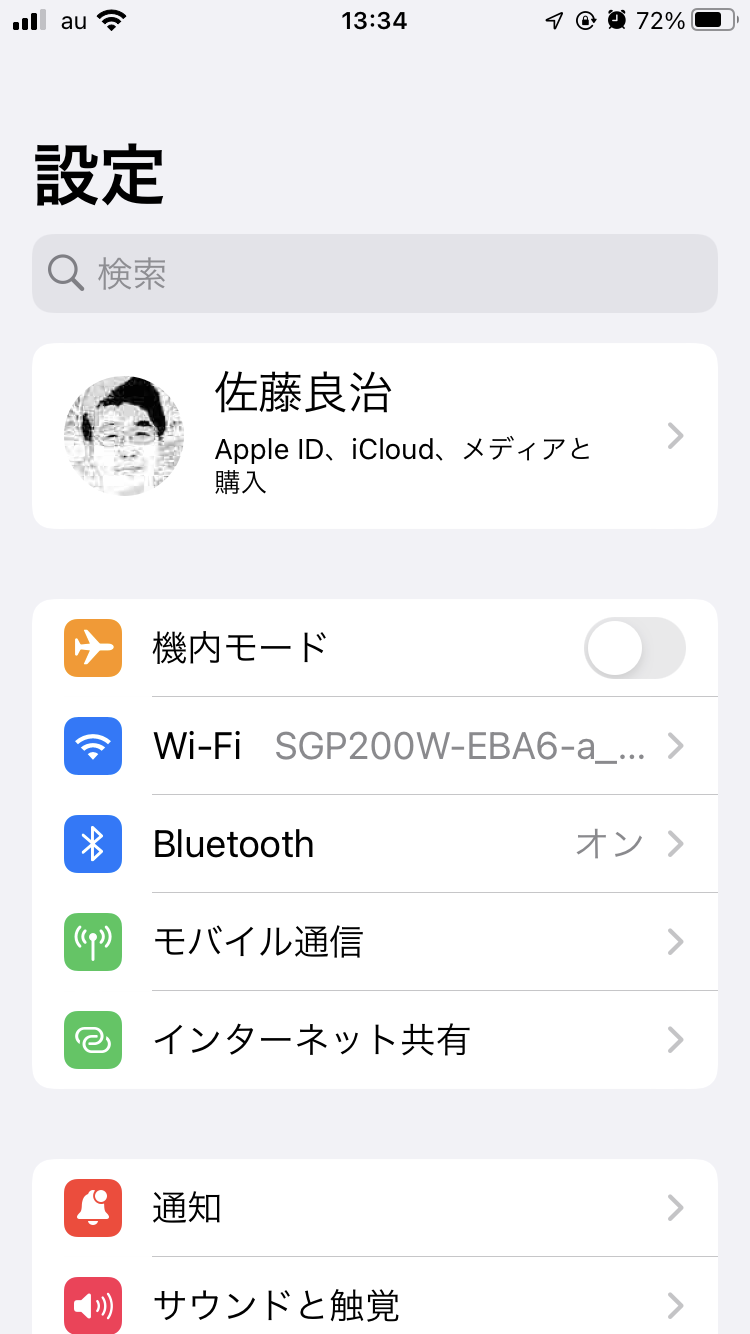 au 13:34 72%
設定
検索
佐藤良治
Apple ID、iCloud、メディアと
購入
機内モード
Wi-Fi SGP200W-EBA6-a_...
Bluetooth オン
モバイル通信
インターネット共有
通知
サウンドと触覚